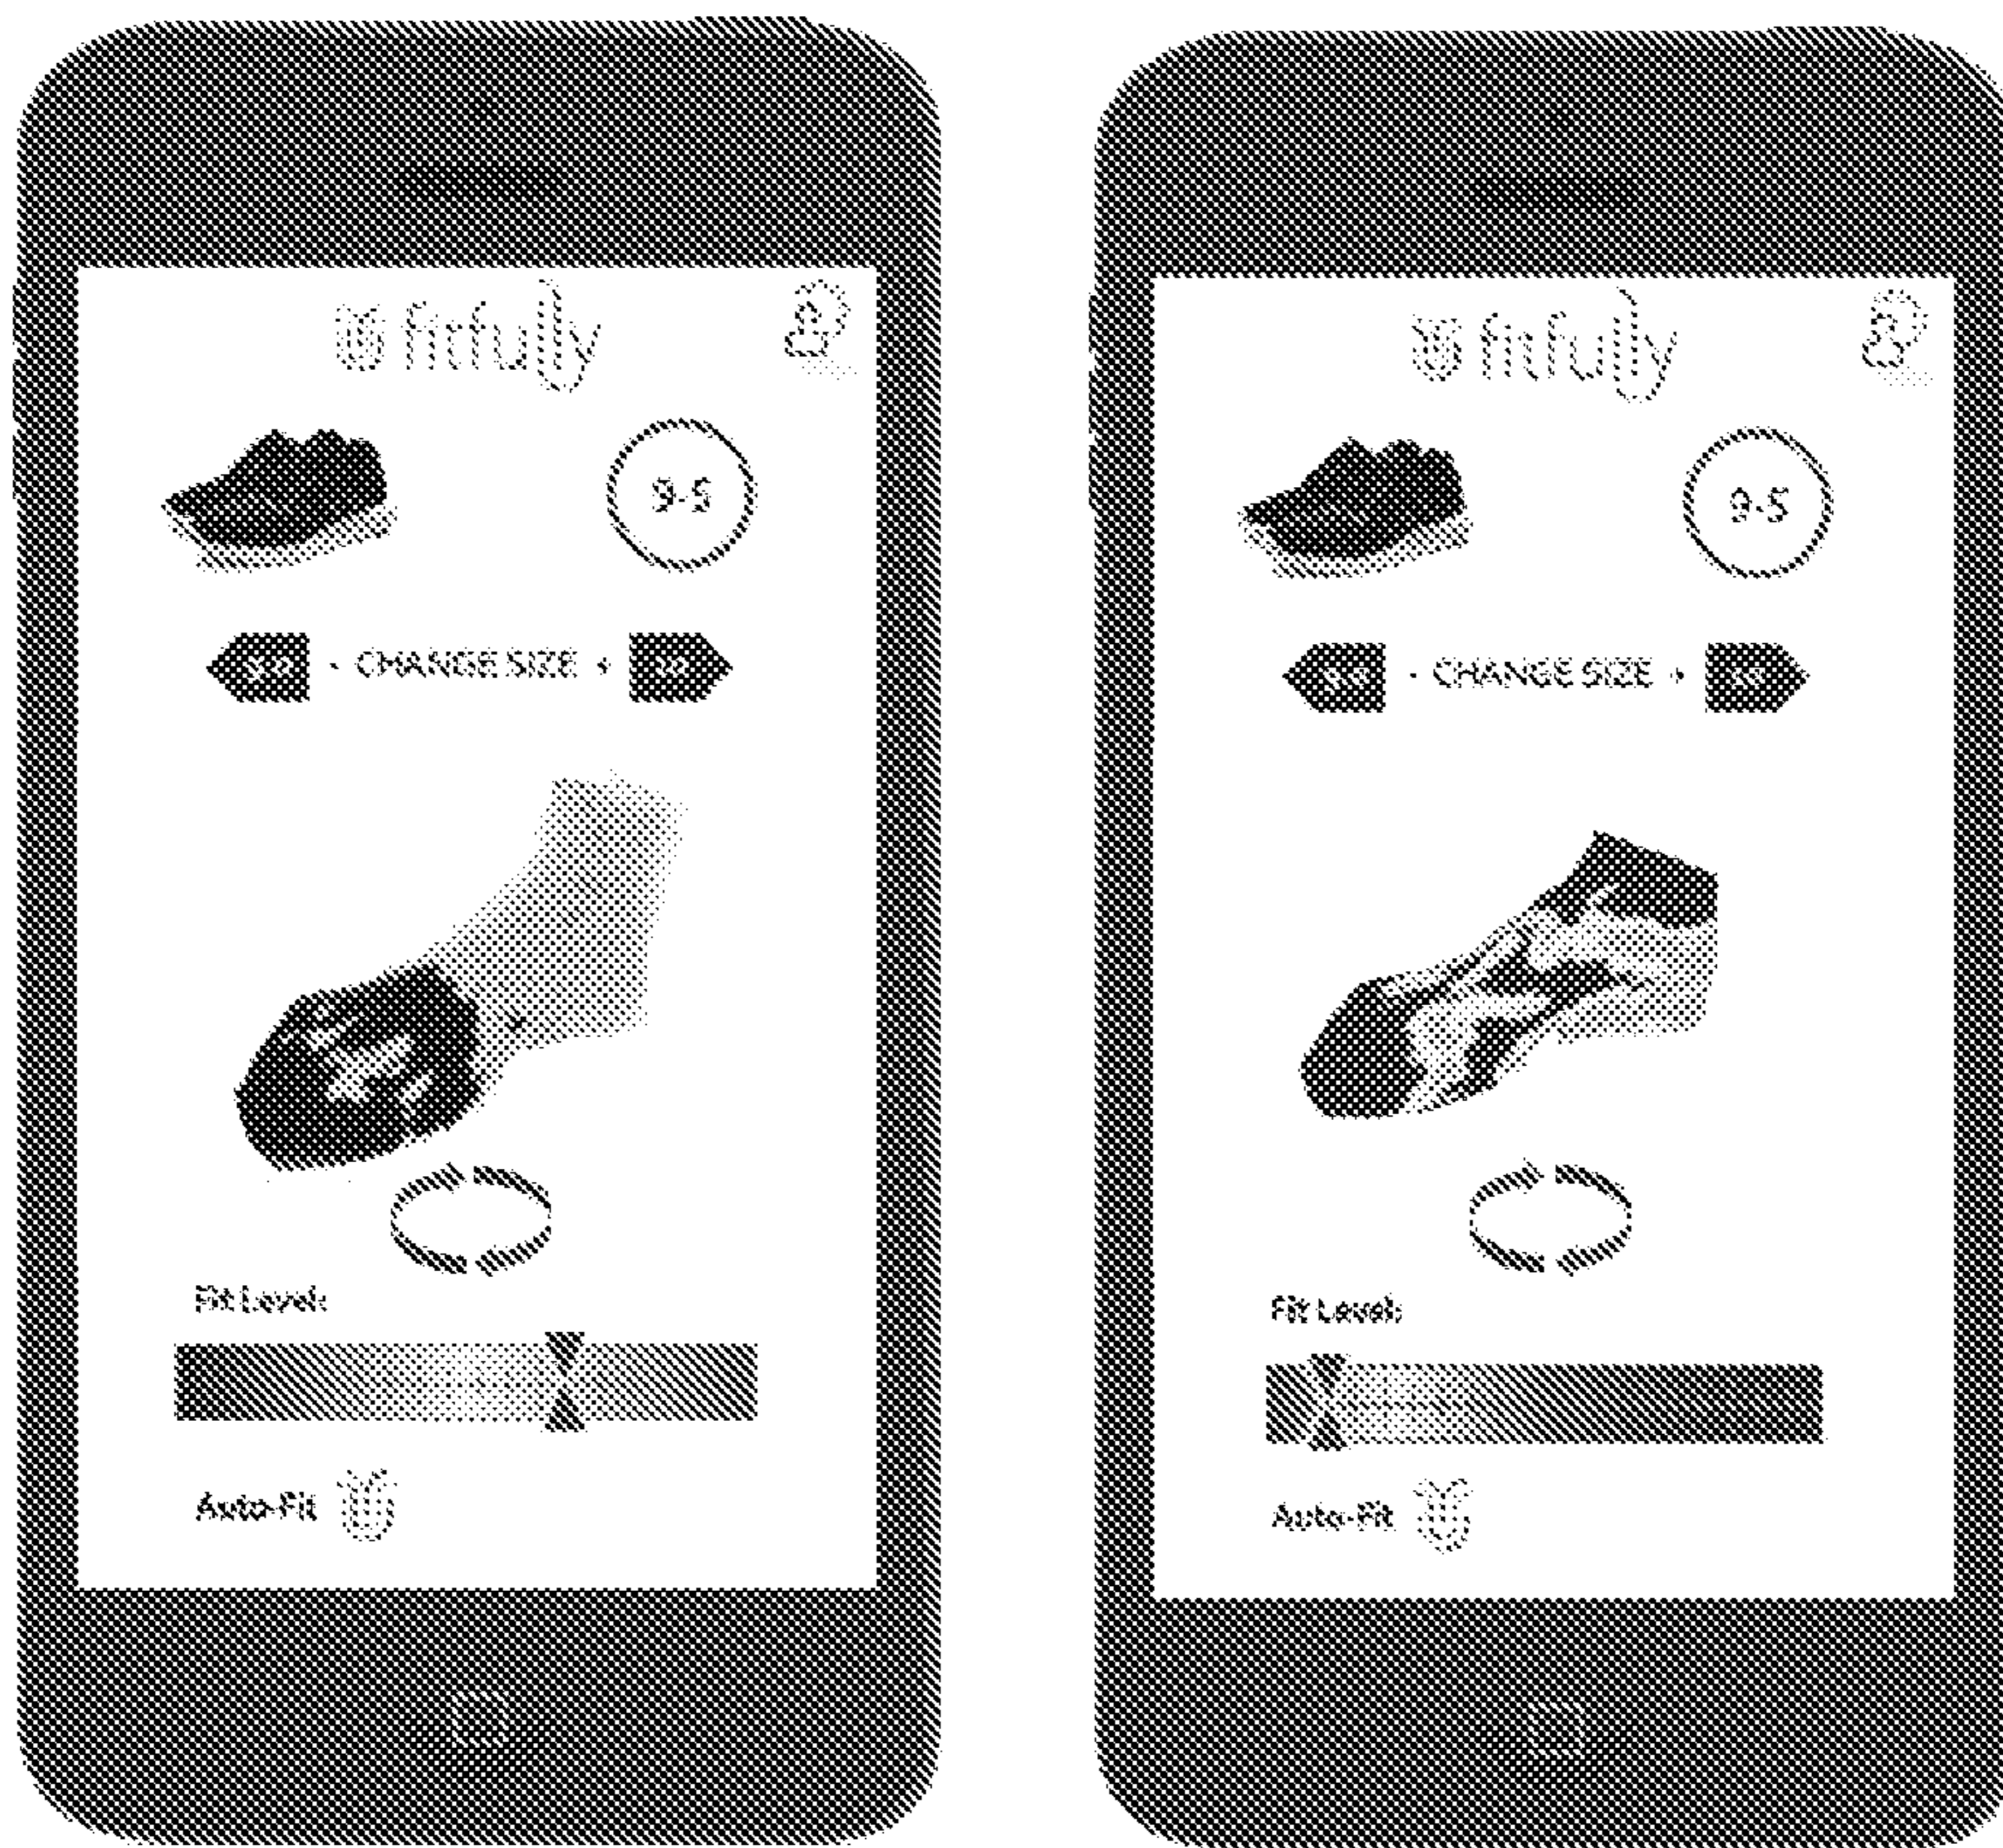 fitfully
9.5
- CHANGE SIZE +
Fit Level:
Auto-Fit
fitfully
9.5
- CHANGE SIZE +
Fit Level:
Auto-Fit